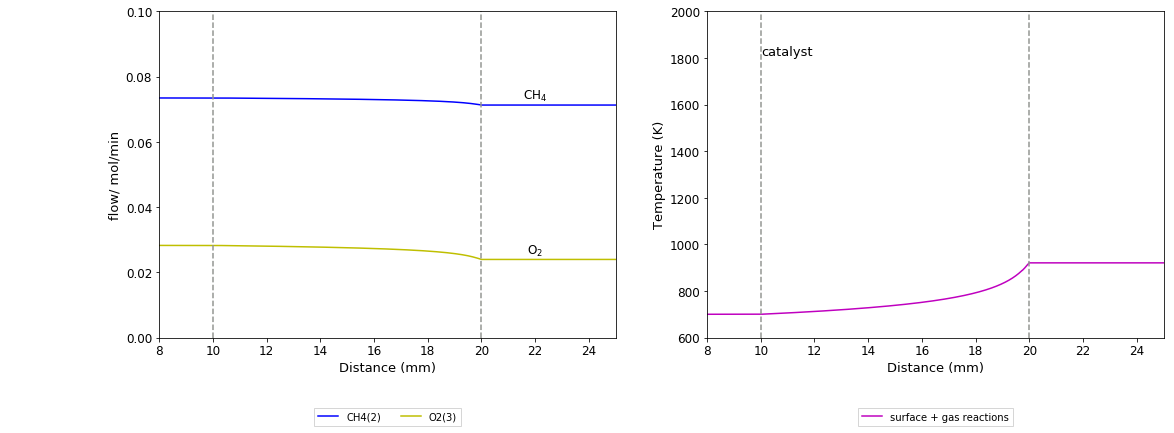 0.10
0.08
0.06
0.04
0.02
0.00
flow/ mol/min
CH₄
O₂
8 10 12 14 16 18 20 22 24
Distance (mm)
CH4(2) O2(3)
2000
1800
1600
1400
1200
1000
800
600
Temperature (K)
catalyst
8 10 12 14 16 18 20 22 24
Distance (mm)
surface + gas reactions